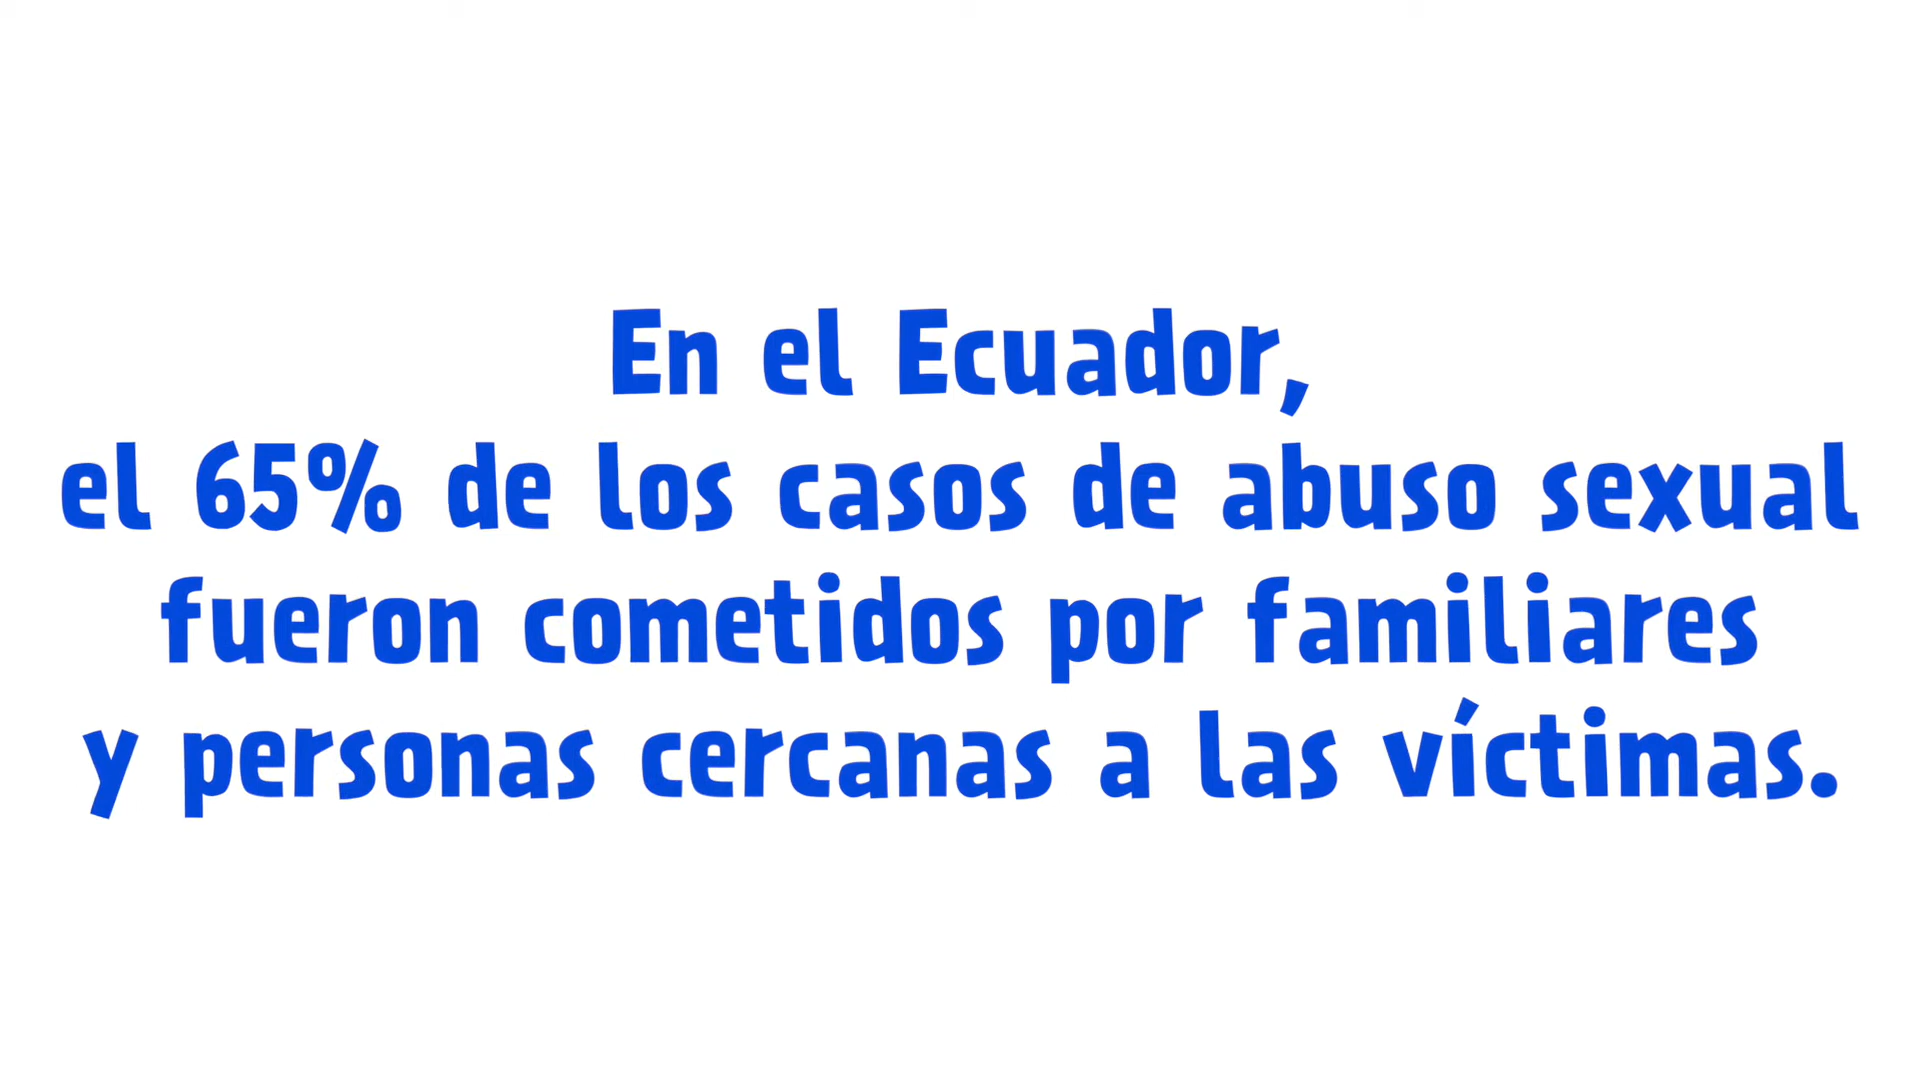 En el Ecuador,
el 65% de los casos de abuso sexual
fueron cometidos por familiares
y personas cercanas a las víctimas.